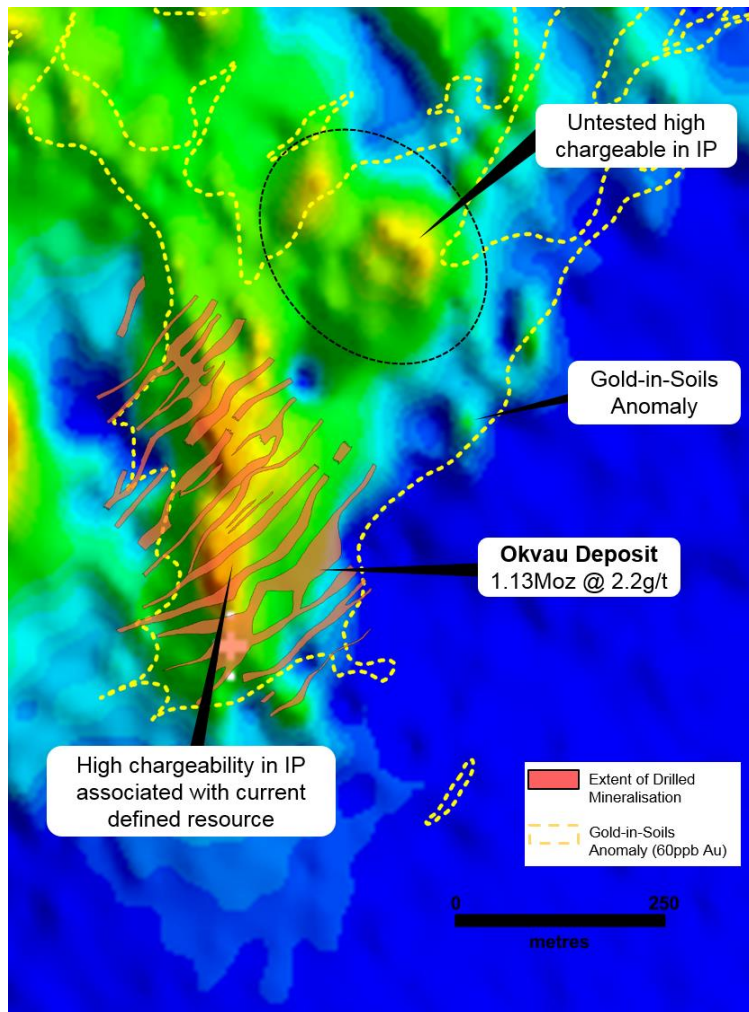 Untested high
chargeable in IP
Gold-in-Soils
Anomaly
Okvau Deposit
1.13Moz @ 2.2g/t
High chargeability in IP
associated with current
defined resource
Extent of Drilled
Mineralisation
Gold-in-Soils
Anomaly (60ppb Au)
0 250
metres